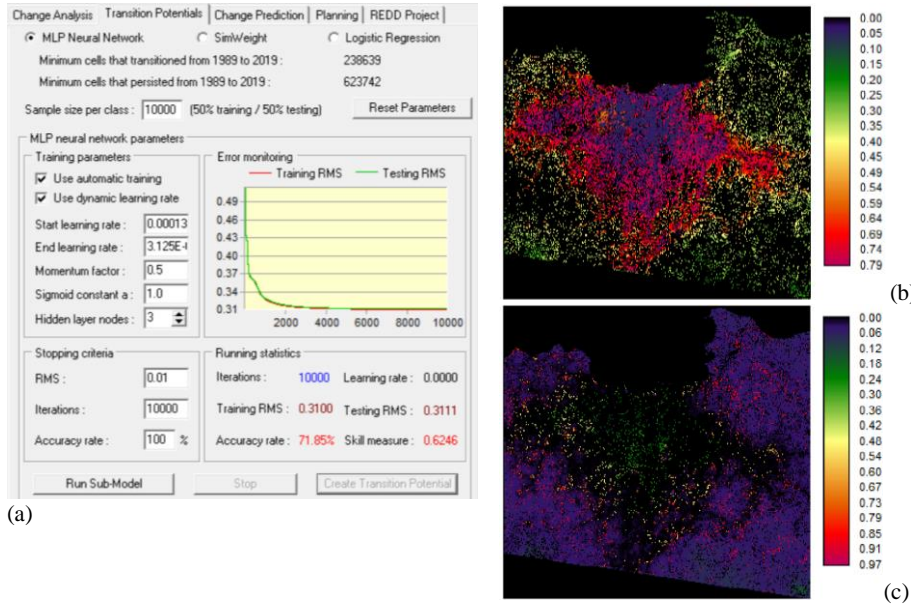 Change Analysis Transition Potentials Change Prediction Planning REDD Project
MLP Neural Network SimWeight Logistic Regression
Minimum cells that transitioned from 1989 to 2019 : 238639
Minimum cells that persisted from 1989 to 2019 : 623742
Sample size per class : 10000 (50% training / 50% testing) Reset Parameters
MLP neural network parameters
Training parameters
Use automatic training
Use dynamic learning rate
Start learning rate : 0.00013
End learning rate : 3.125E-
Momentum factor : 0.5
Sigmoid constant a : 1.0
Hidden layer nodes : 3
Error monitoring
Training RMS Testing RMS
0.49
0.46
0.43
0.40
0.37
0.34
0.31
2000 4000 6000 8000 10000
Stopping criteria
RMS : 0.01
Iterations : 10000
Accuracy rate : 100 %
Running statistics
Iterations : 10000 Learning rate : 0.0000
Training RMS : 0.3100 Testing RMS : 0.3111
Accuracy rate : 71.85% Skill measure : 0.6246
Run Sub-Model Stop Create Transition Potential
(a)
0.00
0.05
0.10
0.15
0.20
0.25
0.30
0.35
0.40
0.45
0.49
0.54
0.59
0.64
0.69
0.74
0.79
(b)
0.00
0.06
0.12
0.18
0.24
0.30
0.36
0.42
0.48
0.54
0.60
0.67
0.73
0.79
0.85
0.91
0.97
(c)